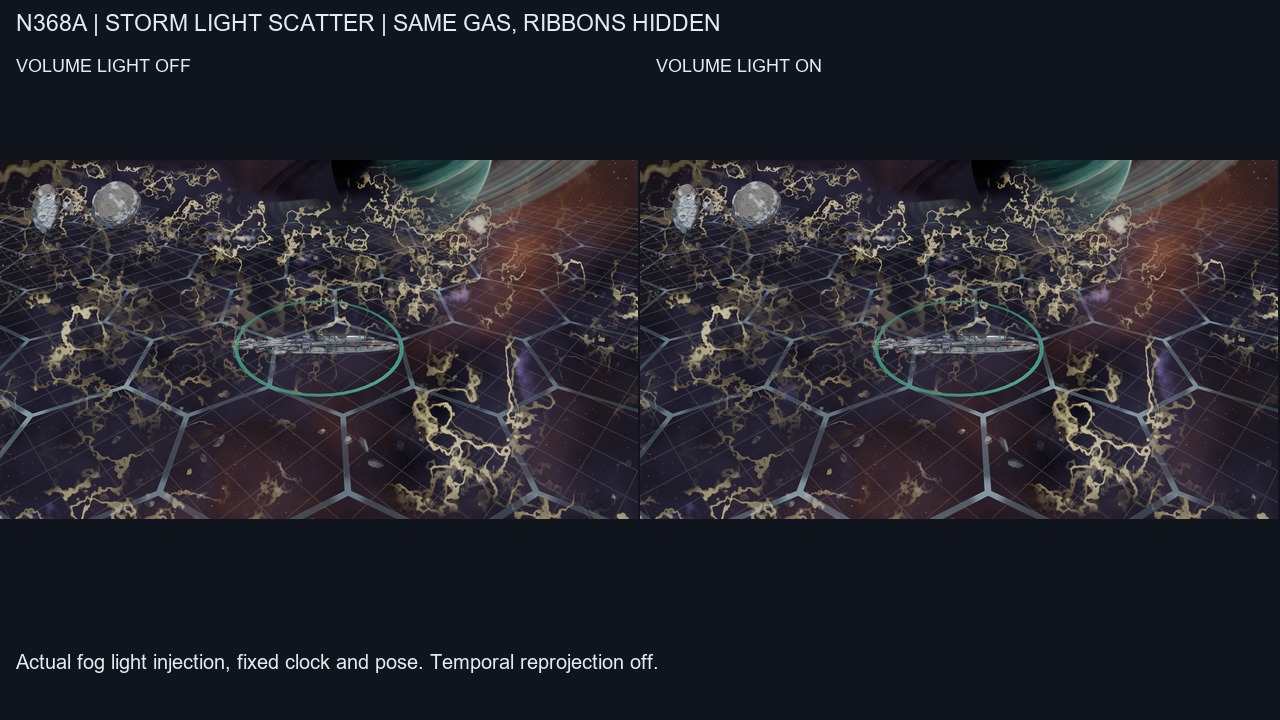 N368A | STORM LIGHT SCATTER | SAME GAS, RIBBONS HIDDEN
VOLUME LIGHT OFF
VOLUME LIGHT ON
Actual fog light injection, fixed clock and pose. Temporal reprojection off.